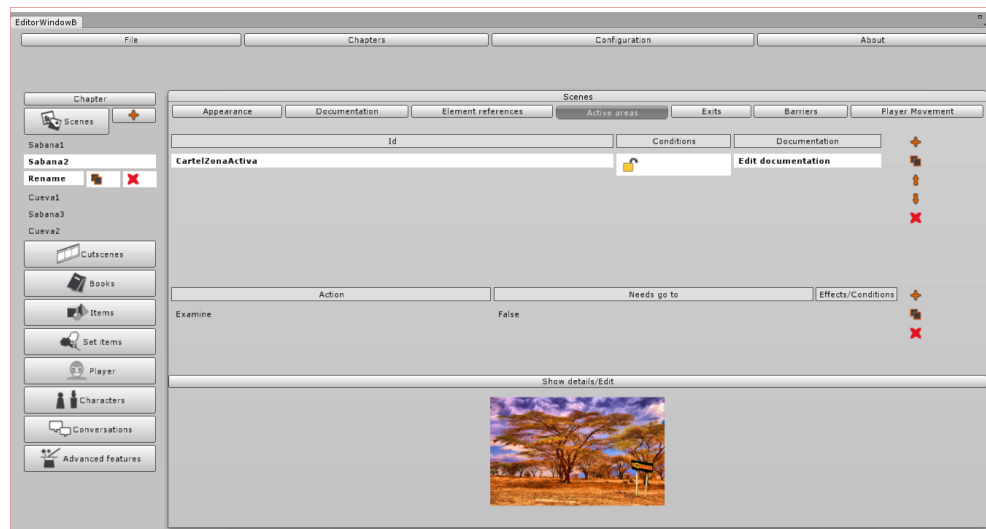 EditorWindowB
File Chapters Configuration About
Chapter
Scenes
Sabana1
Sabana2
Rename
Cueva1
Sabana3
Cueva2
Cutscenes
Books
Items
Set items
Player
Characters
Conversations
Advanced features
Scenes
Appearance Documentation Element references Active areas Exits Barriers Player Movement
Id Conditions Documentation
CartelZonaActiva Edit documentation
Action Needs go to Effects/Conditions
Examine False
Show details/Edit